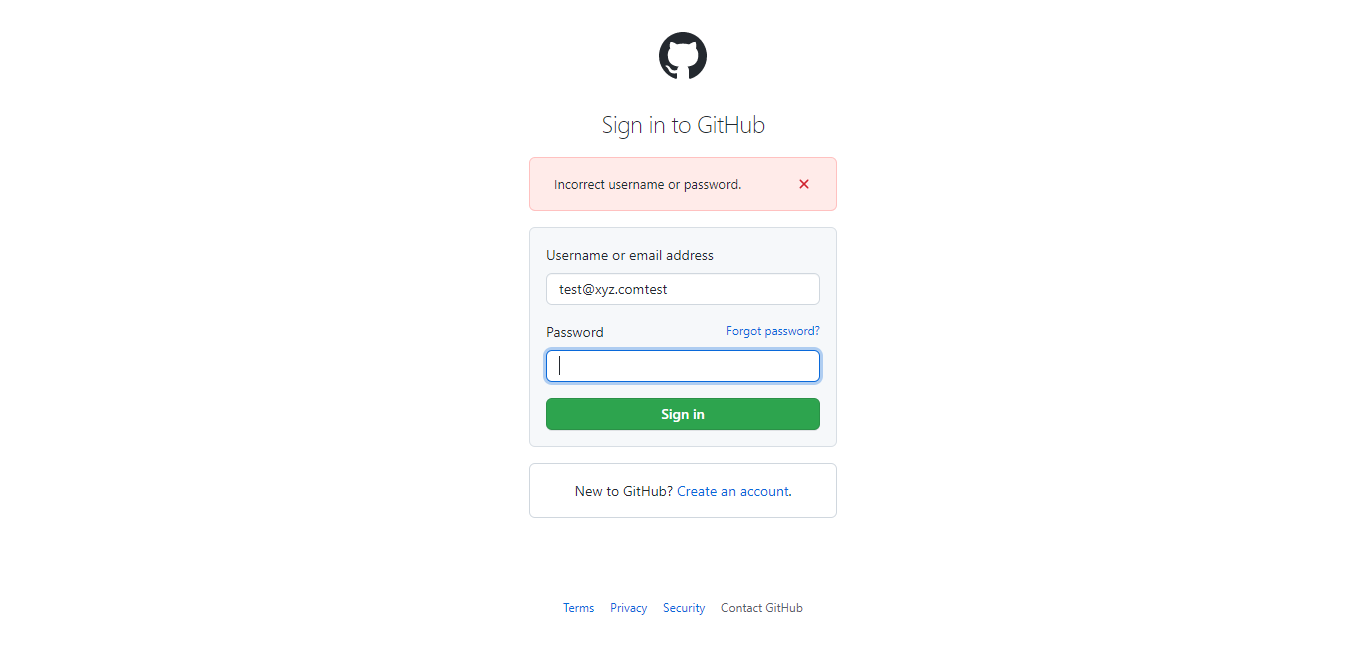 Sign in to GitHub
Incorrect username or password.
Username or email address
test@xyz.comtest
Password Forgot password?
Sign in
New to GitHub? Create an account.
Terms Privacy Security Contact GitHub